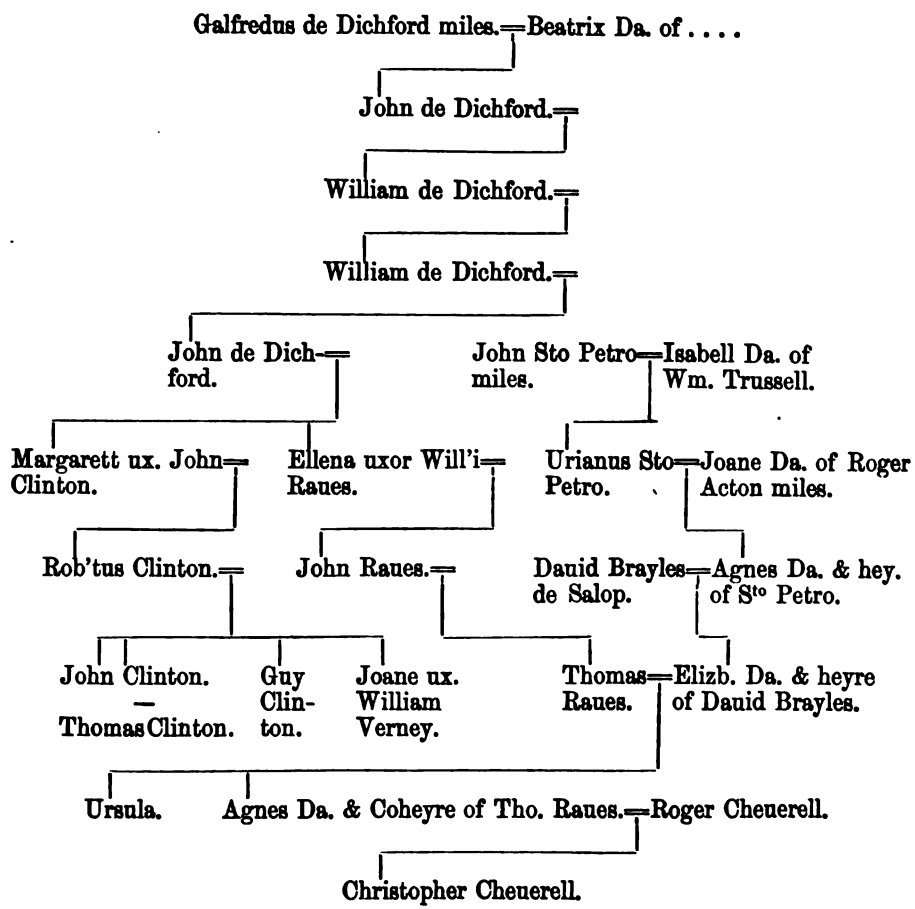 Galfredus de Dichford miles.=Beatrix Da. of ....
John de Dichford.=
William de Dichford.=
William de Dichford.=
John de Dich-=
ford.
John Sto Petro=Isabell Da. of
miles. Wm. Trussell.
Margarett ux. John=
Clinton.
Ellena uxor Will'i=
Raues.
Urianus Sto=Joane Da. of Roger
Petro. Acton miles.
Rob'tus Clinton.=
John Raues.=
Dauid Brayles=Agnes Da. & hey.
de Salop. of Sto Petro.
John Clinton.
—
Thomas Clinton.
Guy
Clin-
ton.
Joane ux.
William
Verney.
Thomas=Elizb. Da. & heyre
Raues. of Dauid Brayles.
Ursula.
Agnes Da. & Coheyre of Tho. Raues.=Roger Cheuerell.
Christopher Cheuerell.